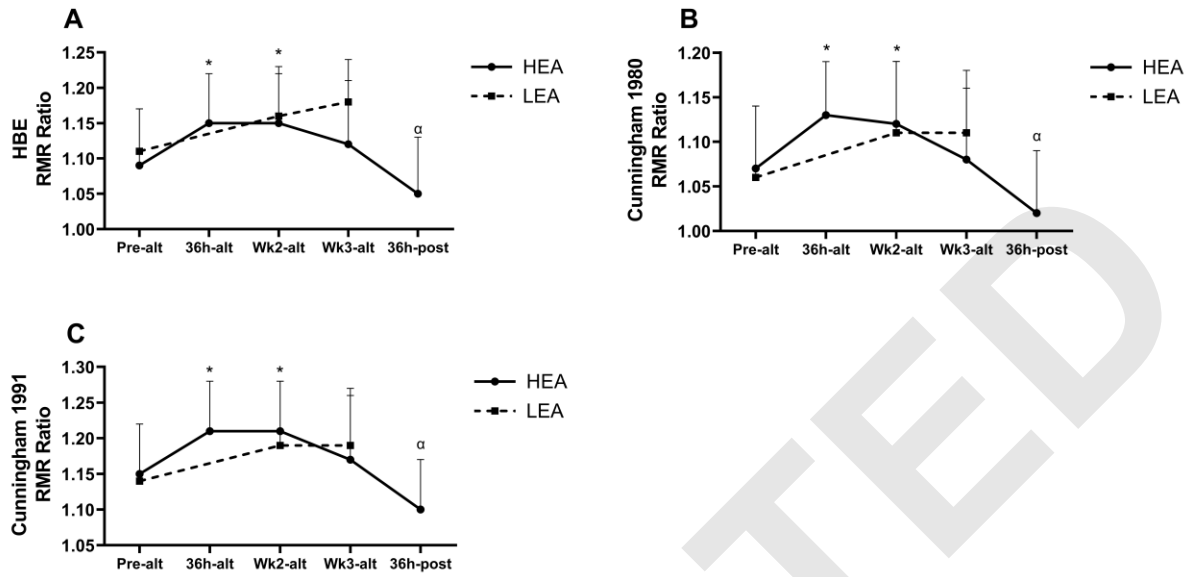 A
HBE
RMR Ratio
1.25
1.20
1.15
1.10
1.05
1.00
*
*
α
Pre-alt 36h-alt Wk2-alt Wk3-alt 36h-post
HEA
LEA
B
Cunningham 1980
RMR Ratio
1.20
1.15
1.10
1.05
1.00
*
*
α
Pre-alt 36h-alt Wk2-alt Wk3-alt 36h-post
HEA
LEA
C
Cunningham 1991
RMR Ratio
1.30
1.25
1.20
1.15
1.10
1.05
*
*
α
Pre-alt 36h-alt Wk2-alt Wk3-alt 36h-post
HEA
LEA
TED